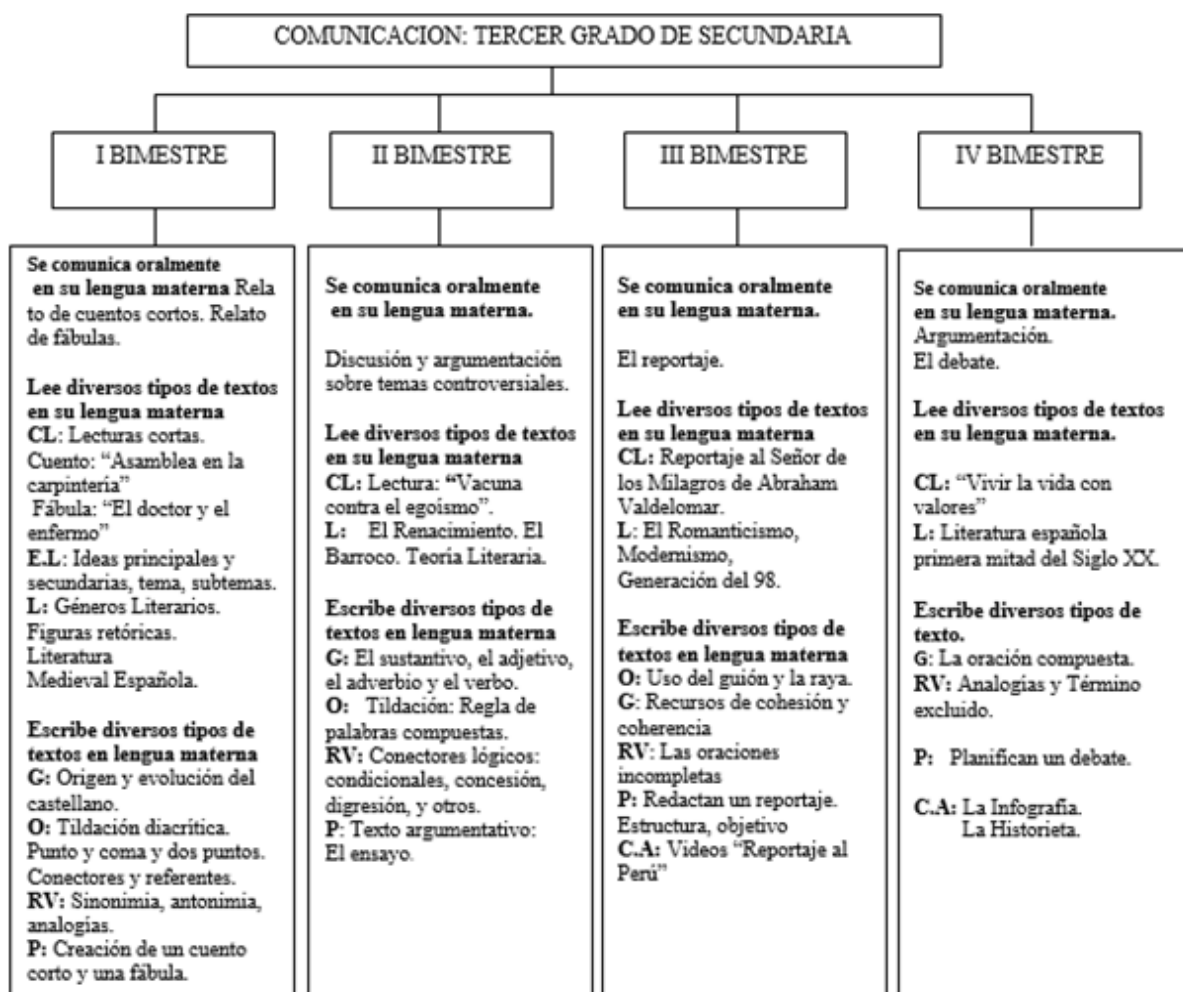 COMUNICACION: TERCER GRADO DE SECUNDARIA
I BIMESTRE
II BIMESTRE
III BIMESTRE
IV BIMESTRE
Se comunica oralmente
en su lengua materna Rela
to de cuentos cortos. Relato
de fábulas.
Lee diversos tipos de textos
en su lengua materna
CL: Lecturas cortas.
Cuento: “Asamblea en la
carpintería”
Fábula: “El doctor y el
enfermo”
E.L: Ideas principales y
secundarias, tema, subtemas.
L: Géneros Literarios.
Figuras retóricas.
Literatura
Medieval Española.
Escribe diversos tipos de
textos en lengua materna
G: Origen y evolución del
castellano.
O: Tildación diacrítica.
Punto y coma y dos puntos.
Conectores y referentes.
RV: Sinonimia, antonimia,
analogías.
P: Creación de un cuento
corto y una fábula.
Se comunica oralmente
en su lengua materna.
Discusión y argumentación
sobre temas controversiales.
Lee diversos tipos de textos
en su lengua materna
CL: Lectura: “Vacuna
contra el egoísmo”.
L: El Renacimiento. El
Barroco. Teoría Literaria.
Escribe diversos tipos de
textos en lengua materna
G: El sustantivo, el adjetivo,
el adverbio y el verbo.
O: Tildación: Regla de
palabras compuestas.
RV: Conectores lógicos:
condicionales, concesión,
digresión, y otros.
P: Texto argumentativo:
El ensayo.
Se comunica oralmente
en su lengua materna.
El reportaje.
Lee diversos tipos de textos
en su lengua materna
CL: Reportaje al Señor de
los Milagros de Abraham
Valdelomar.
L: El Romanticismo,
Modernismo,
Generación del 98.
Escribe diversos tipos de
textos en lengua materna
O: Uso del guión y la raya.
G: Recursos de cohesión y
coherencia
RV: Las oraciones
incompletas
P: Redactan un reportaje.
Estructura, objetivo
C.A: Videos “Reportaje al
Perú”
Se comunica oralmente
en su lengua materna.
Argumentación.
El debate.
Lee diversos tipos de textos
en su lengua materna.
CL: “Vivir la vida con
valores”
L: Literatura española
primera mitad del Siglo XX.
Escribe diversos tipos de
texto.
G: La oración compuesta.
RV: Analogías y Término
excluido.
P: Planifican un debate.
C.A: La Infografía.
La Historieta.